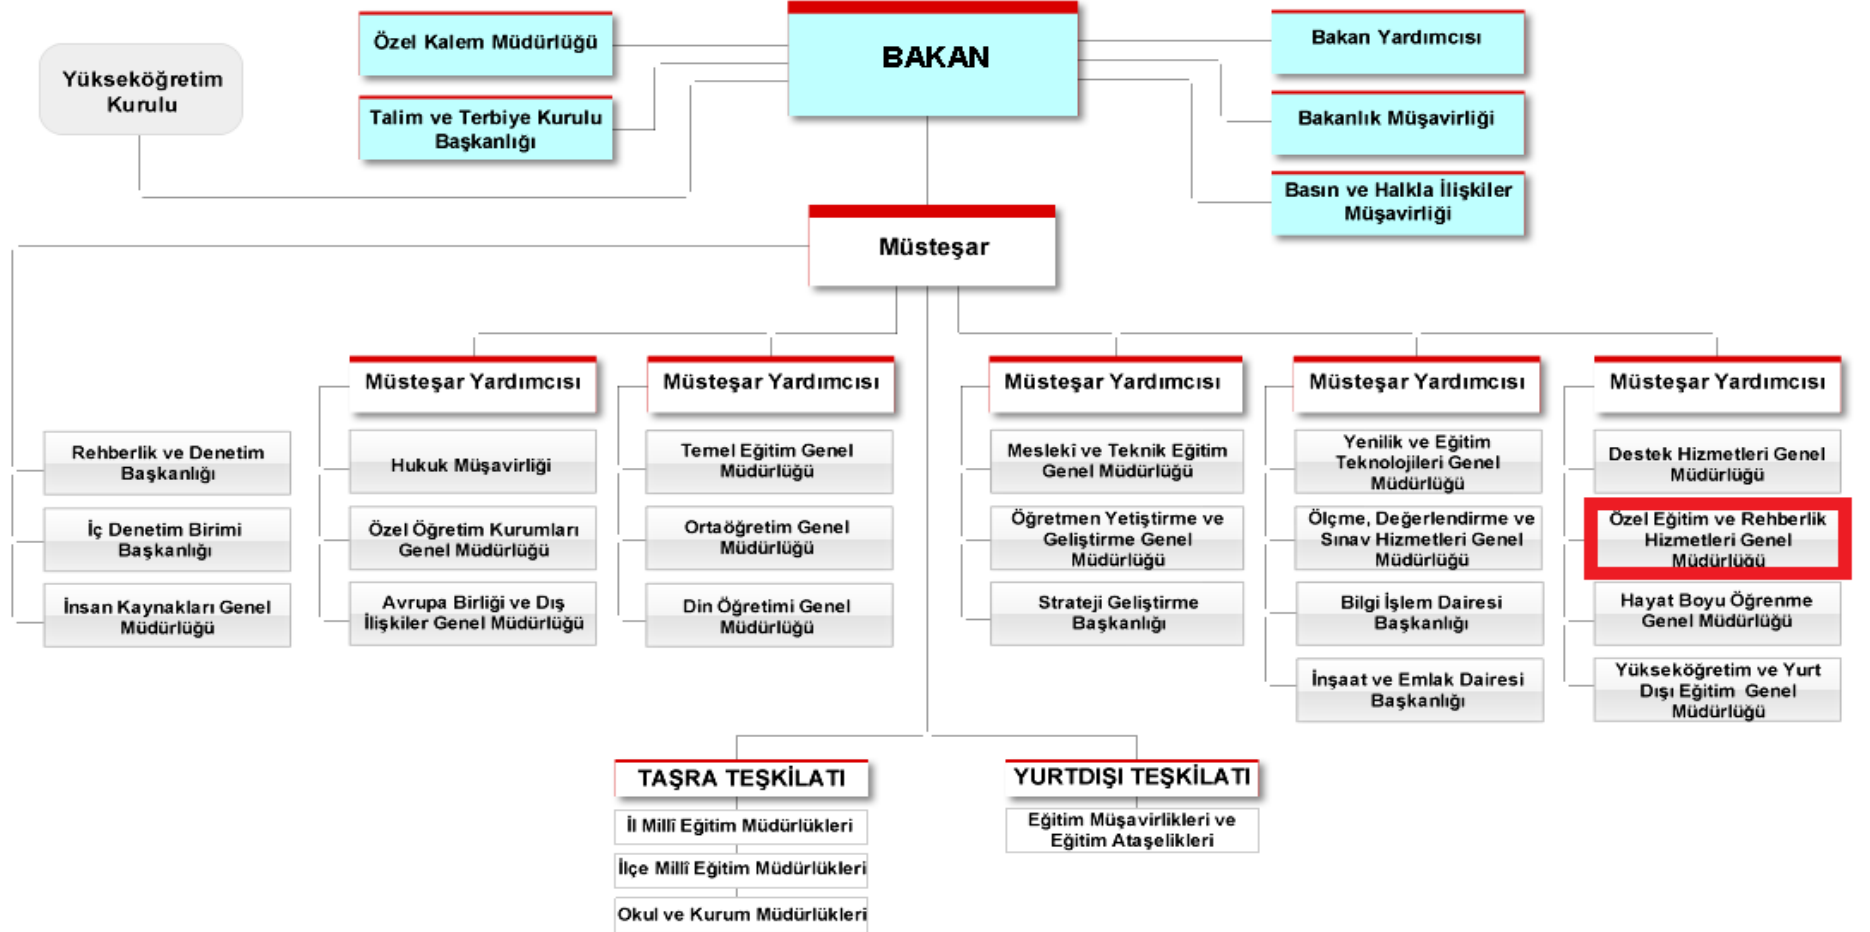 Yükseköğretim
Kurulu
Özel Kalem Müdürlüğü
Talim ve Terbiye Kurulu
Başkanlığı
BAKAN
Bakan Yardımcısı
Bakanlık Müşavirliği
Basın ve Halkla İlişkiler
Müşavirliği
Müsteşar
Rehberlik ve Denetim
Başkanlığı
İç Denetim Birimi
Başkanlığı
İnsan Kaynakları Genel
Müdürlüğü
Müsteşar Yardımcısı
Hukuk Müşavirliği
Özel Öğretim Kurumları
Genel Müdürlüğü
Avrupa Birliği ve Dış
İlişkiler Genel Müdürlüğü
Müsteşar Yardımcısı
Temel Eğitim Genel
Müdürlüğü
Ortaöğretim Genel
Müdürlüğü
Din Öğretimi Genel
Müdürlüğü
Müsteşar Yardımcısı
Meslekî ve Teknik Eğitim
Genel Müdürlüğü
Öğretmen Yetiştirme ve
Geliştirme Genel
Müdürlüğü
Strateji Geliştirme
Başkanlığı
Müsteşar Yardımcısı
Yenilik ve Eğitim
Teknolojileri Genel
Müdürlüğü
Ölçme, Değerlendirme ve
Sınav Hizmetleri Genel
Müdürlüğü
Bilgi İşlem Dairesi
Başkanlığı
İnşaat ve Emlak Dairesi
Başkanlığı
Müsteşar Yardımcısı
Destek Hizmetleri Genel
Müdürlüğü
Özel Eğitim ve Rehberlik
Hizmetleri Genel
Müdürlüğü
Hayat Boyu Öğrenme
Genel Müdürlüğü
Yükseköğretim ve Yurt
Dışı Eğitim Genel
Müdürlüğü
TAŞRA TEŞKİLATI
İl Millî Eğitim Müdürlükleri
İlçe Millî Eğitim Müdürlükleri
Okul ve Kurum Müdürlükleri
YURTDIŞI TEŞKİLATI
Eğitim Müşavirlikleri ve
Eğitim Ataşelikleri